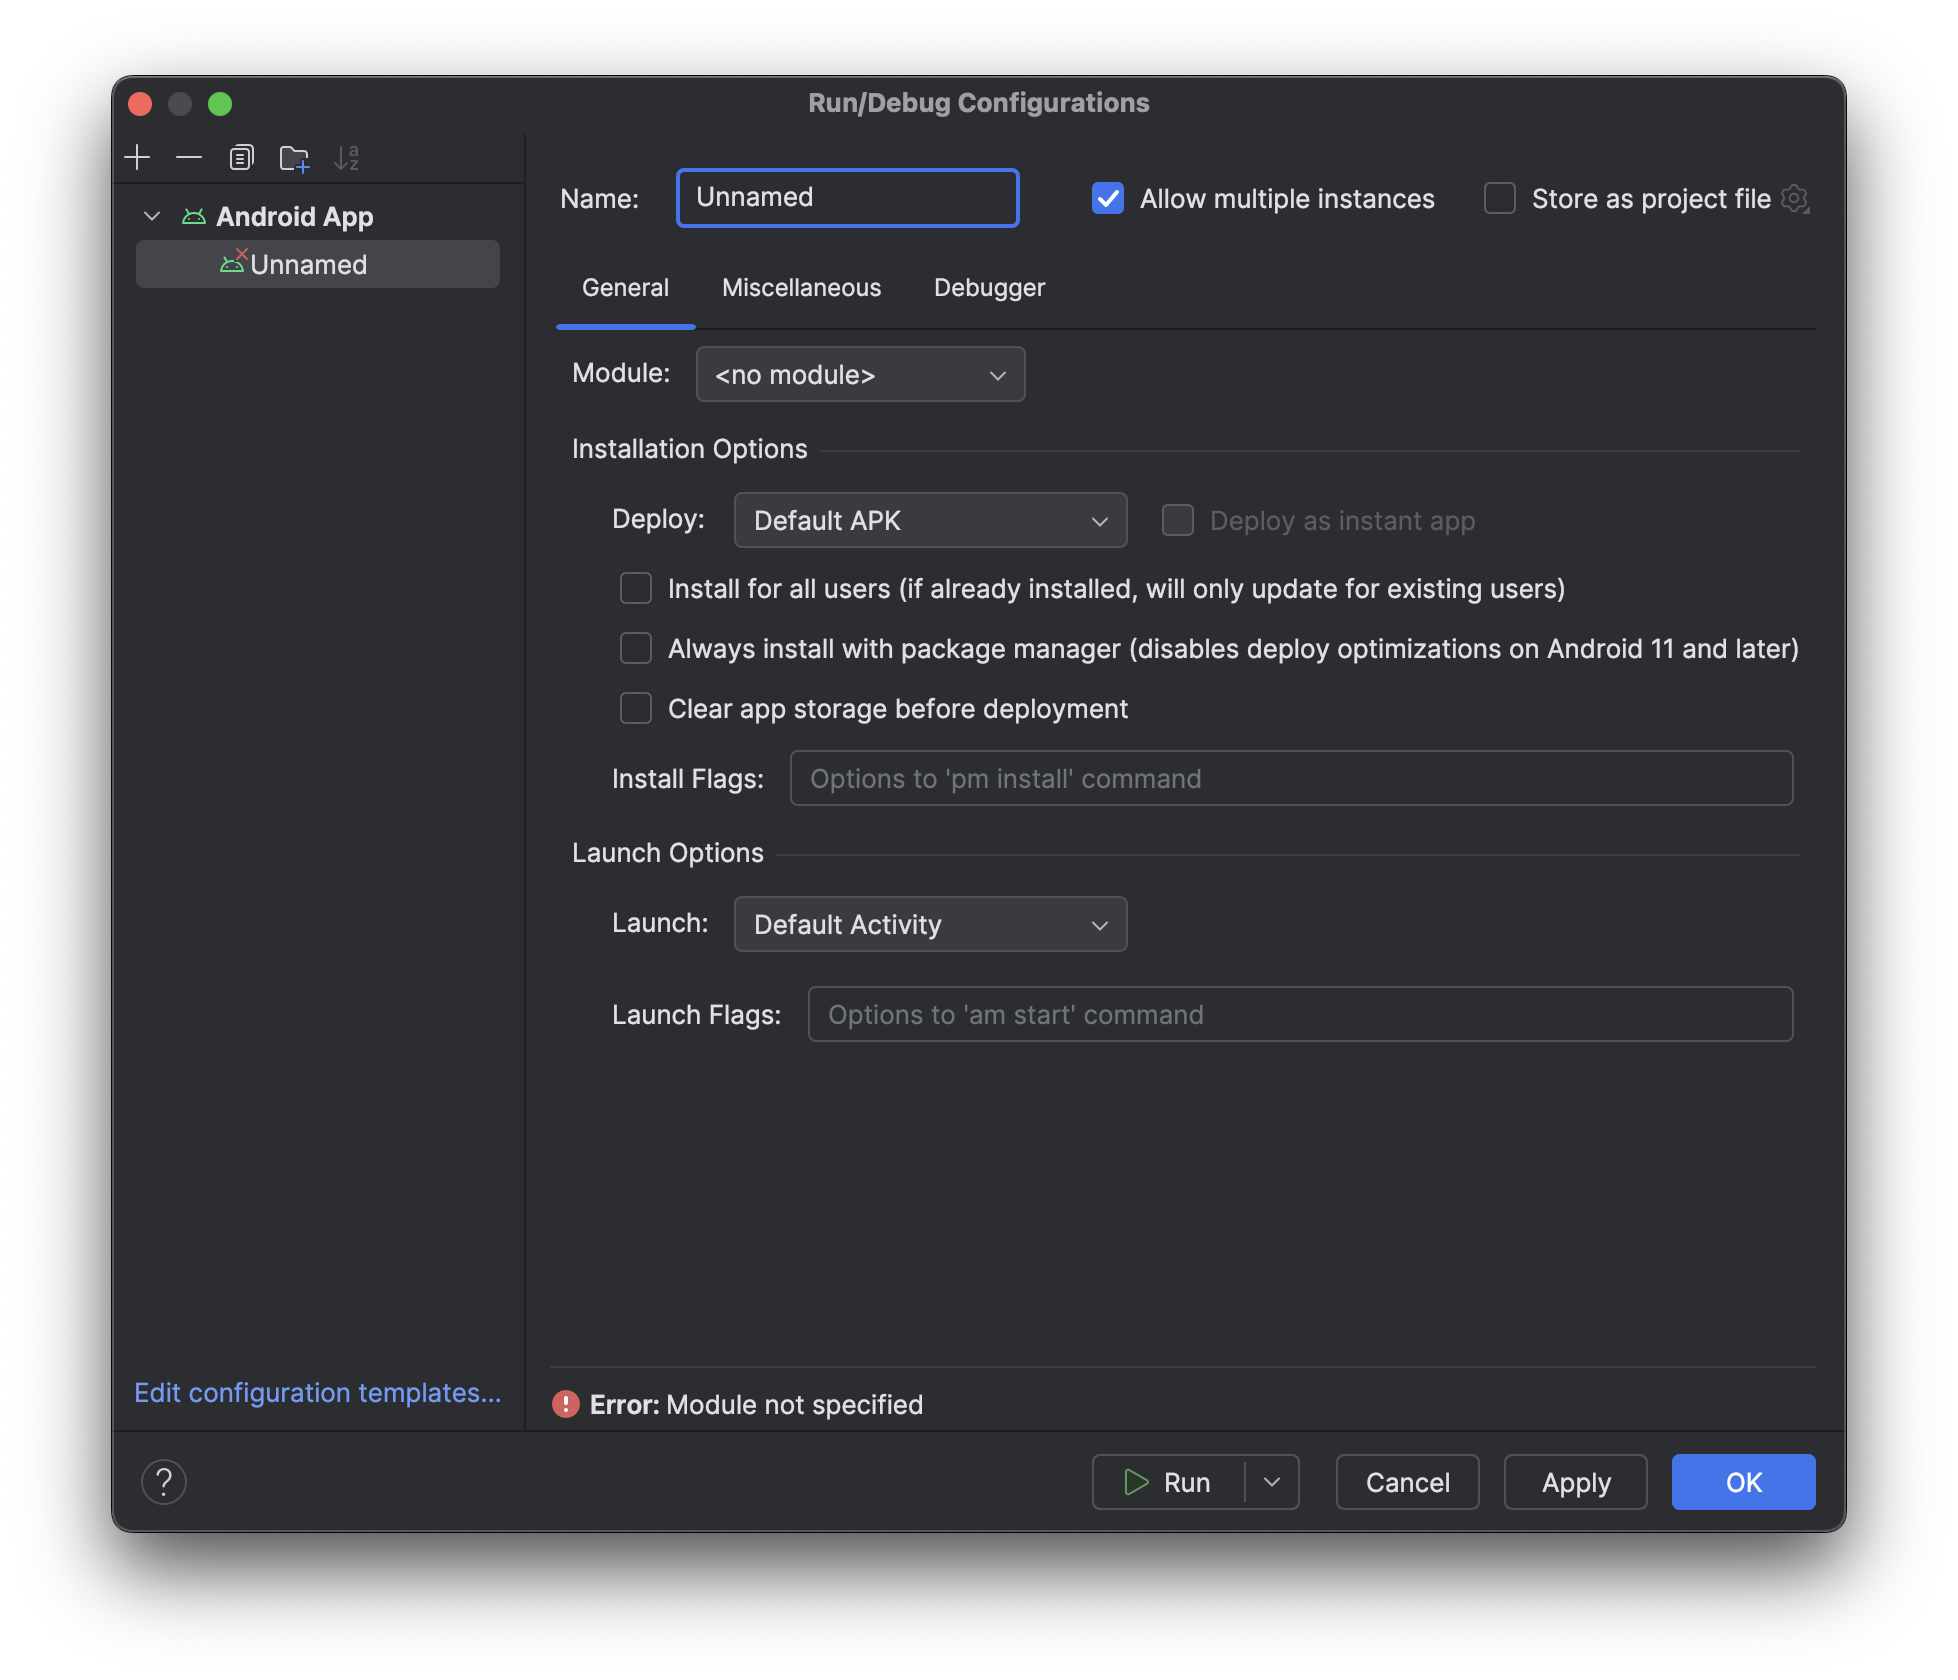 Run/Debug Configurations
Android App
Unnamed
Edit configuration templates...
Name: Unnamed Allow multiple instances Store as project file
General Miscellaneous Debugger
Module: <no module>
Installation Options
Deploy: Default APK Deploy as instant app
Install for all users (if already installed, will only update for existing users)
Always install with package manager (disables deploy optimizations on Android 11 and later)
Clear app storage before deployment
Install Flags: Options to 'pm install' command
Launch Options
Launch: Default Activity
Launch Flags: Options to 'am start' command
Error: Module not specified
? Run Cancel Apply OK